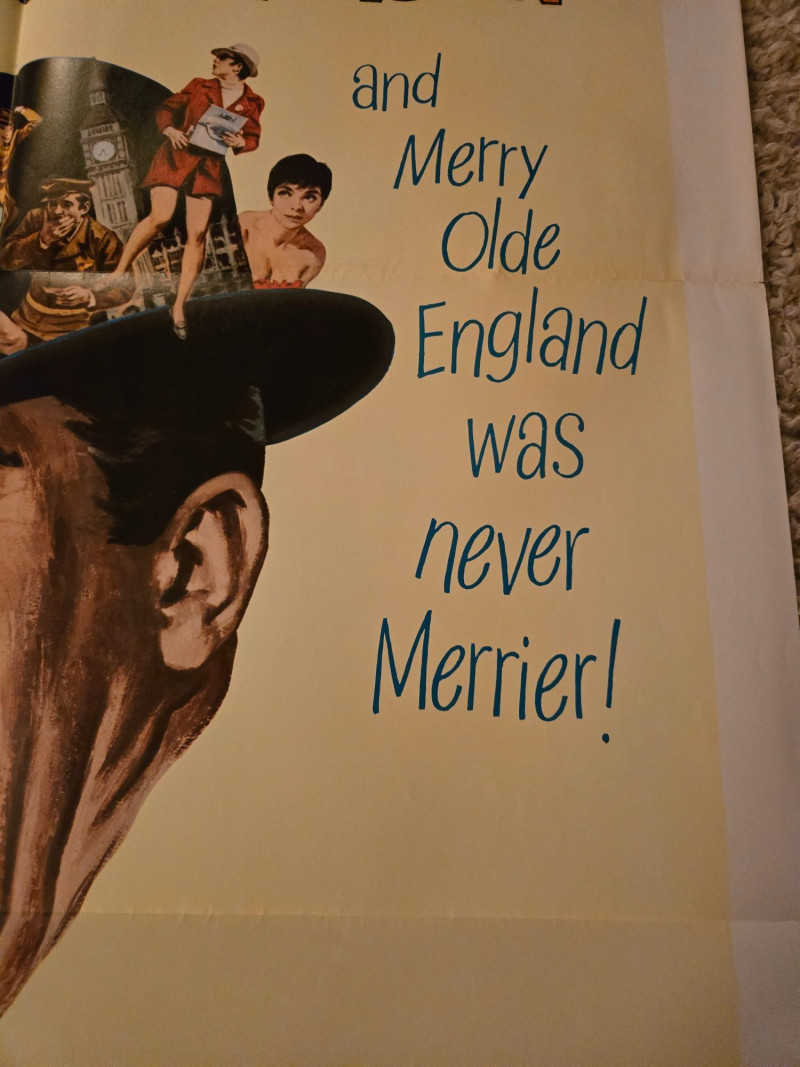 and
Merry
Olde
England
was
never
Merrier!